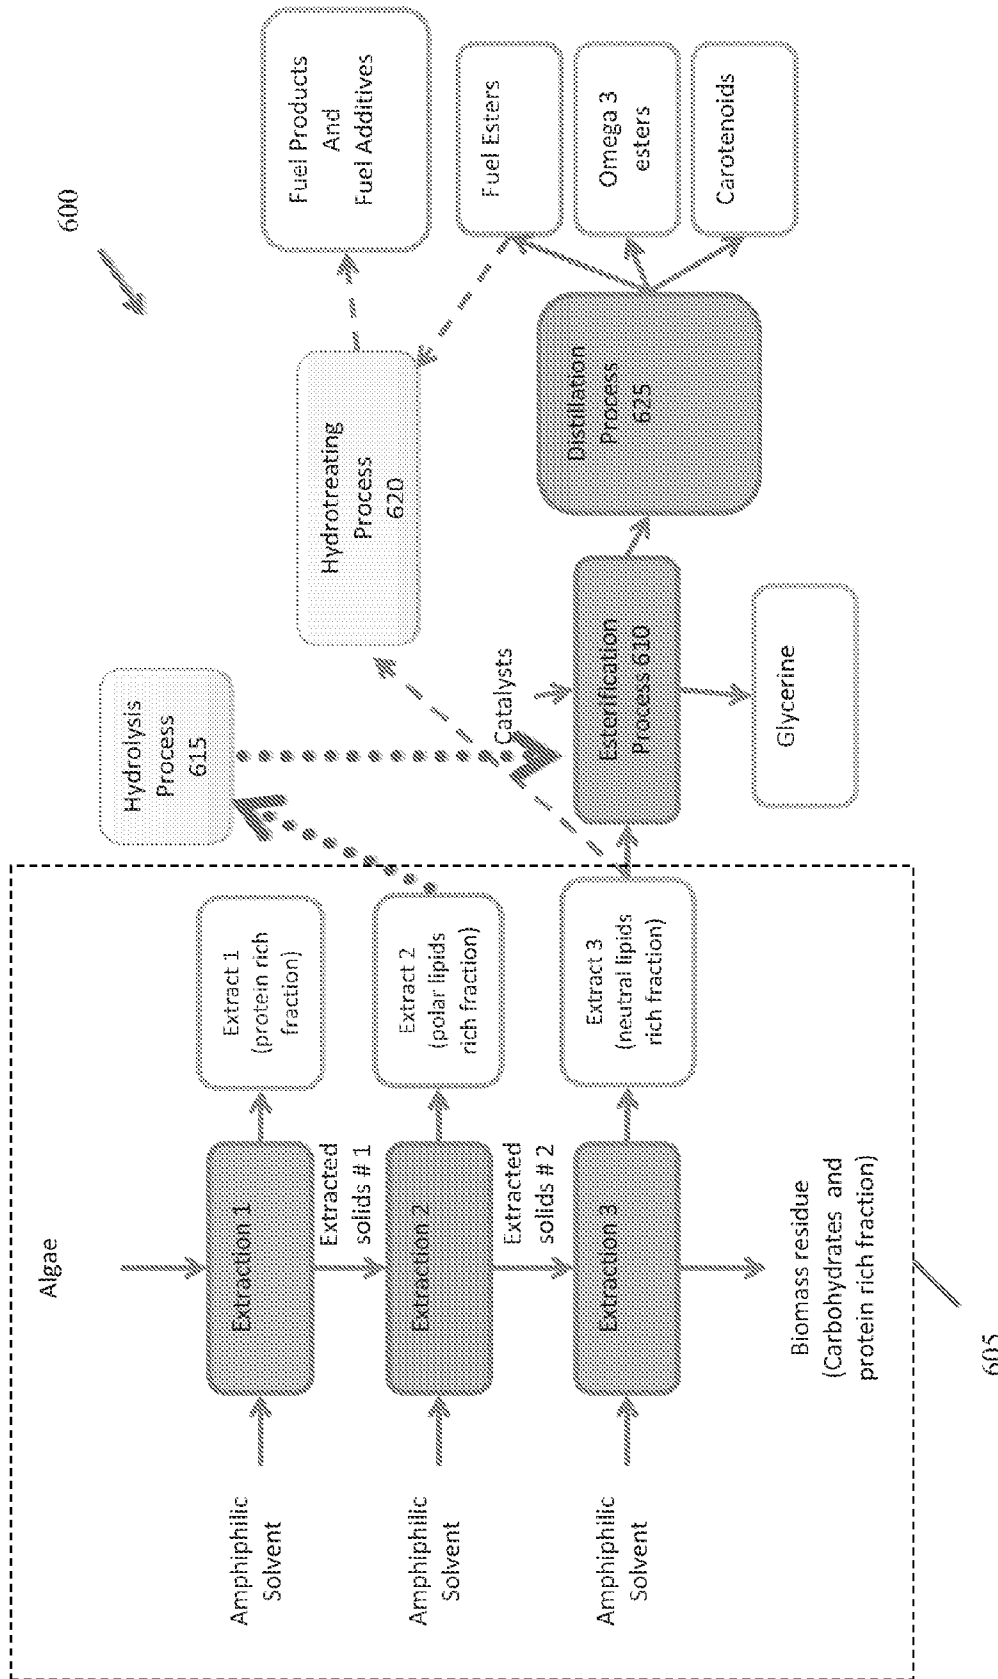 600
Algae
Amphiphilic
Solvent
Extraction 1
Extract 1
(protein rich
fraction)
Extracted
solids # 1
Amphiphilic
Solvent
Extraction 2
Extract 2
(polar lipids
rich fraction)
Extracted
solids # 2
Amphiphilic
Solvent
Extraction 3
Extract 3
(neutral lipids
rich fraction)
Biomass residue
(Carbohydrates and
protein rich fraction)
605
Hydrolysis
Process
615
Catalysts
Esterification
Process 610
Glycerine
Hydrotreating
Process
620
Distillation
Process
625
Fuel Products
And
Fuel Additives
Fuel Esters
Omega 3
esters
Carotenoids